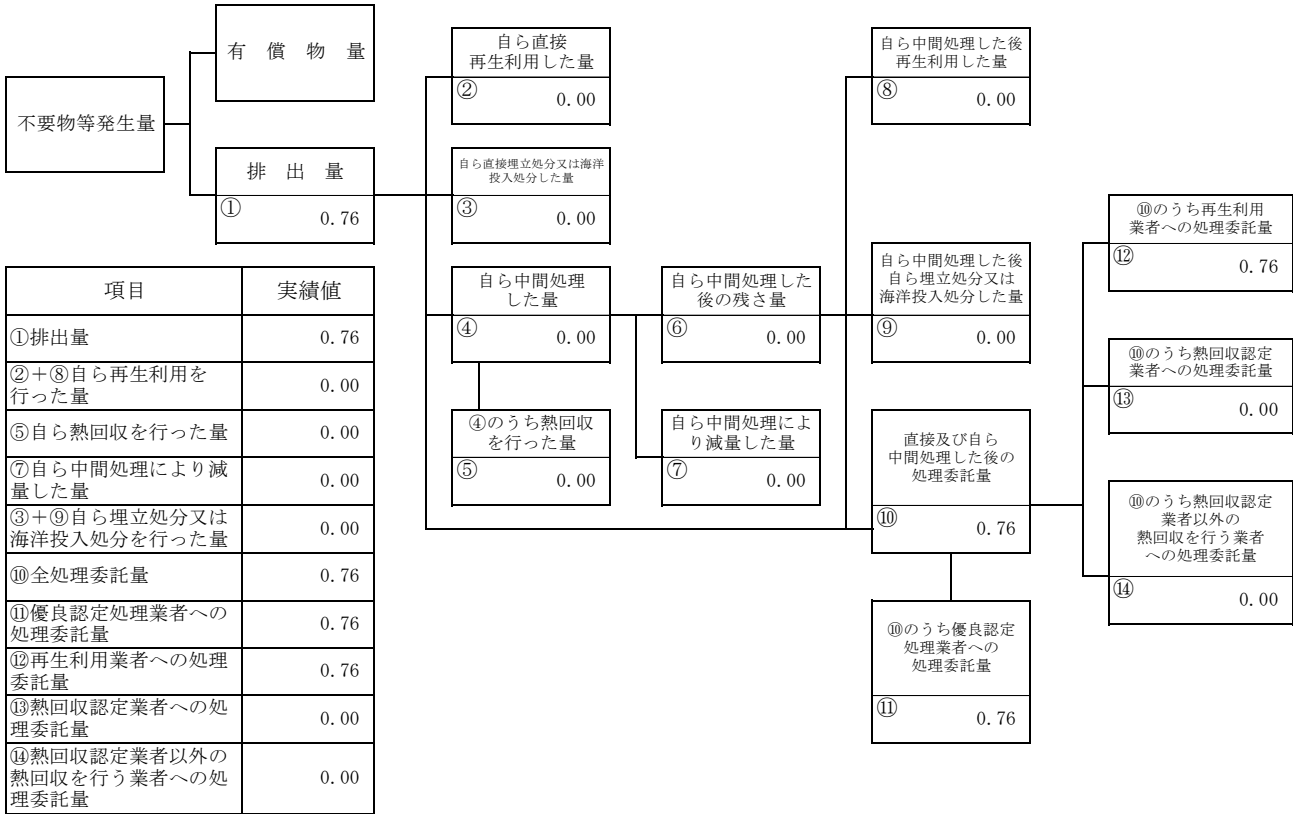 不要物等発生量
有　償　物　量
排　出　量
①
0.76
自ら直接
再生利用した量
②
0.00
自ら直接埋立処分又は海洋
投入処分した量
③
0.00
自ら中間処理
した量
④
0.00
④のうち熱回収
を行った量
⑤
0.00
自ら中間処理した
後の残さ量
⑥
0.00
自ら中間処理によ
り減量した量
⑦
0.00
自ら中間処理した後
再生利用した量
⑧
0.00
自ら中間処理した後
自ら埋立処分又は
海洋投入処分した量
⑨
0.00
直接及び自ら
中間処理した後の
処理委託量
⑩
0.76
⑩のうち優良認定
処理業者への
処理委託量
⑪
0.76
⑩のうち再生利用
業者への処理委託量
⑫
0.76
⑩のうち熱回収認定
業者への処理委託量
⑬
0.00
⑩のうち熱回収認定
業者以外の
熱回収を行う業者
への処理委託量
⑭
0.00
項目 実績値
①排出量 0.76
②＋⑧自ら再生利用を
行った量 0.00
⑤自ら熱回収を行った量 0.00
⑦自ら中間処理により減
量した量 0.00
③＋⑨自ら埋立処分又は
海洋投入処分を行った量 0.00
⑩全処理委託量 0.76
⑪優良認定処理業者への
処理委託量 0.76
⑫再生利用業者への処理
委託量 0.76
⑬熱回収認定業者への処
理委託量 0.00
⑭熱回収認定業者以外の
熱回収を行う業者への処 0.00
理委託量